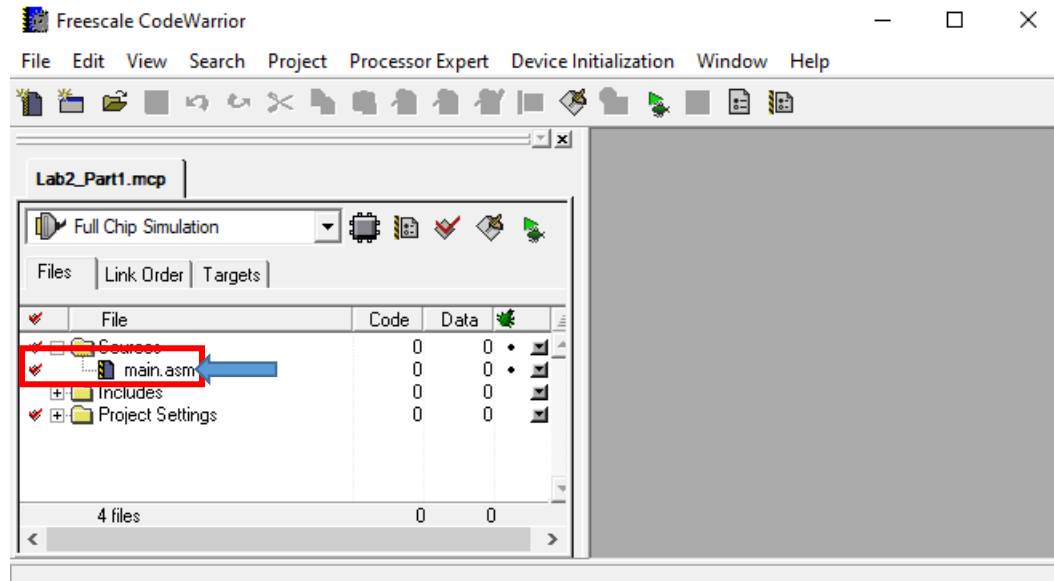 Freescale CodeWarrior
File Edit View Search Project Processor Expert Device Initialization Window Help
Lab2_Part1.mcp
Full Chip Simulation
Files Link Order Targets
File Code Data
Sources 0 0
main.asm 0 0
Includes 0 0
Project Settings 0 0
4 files 0 0